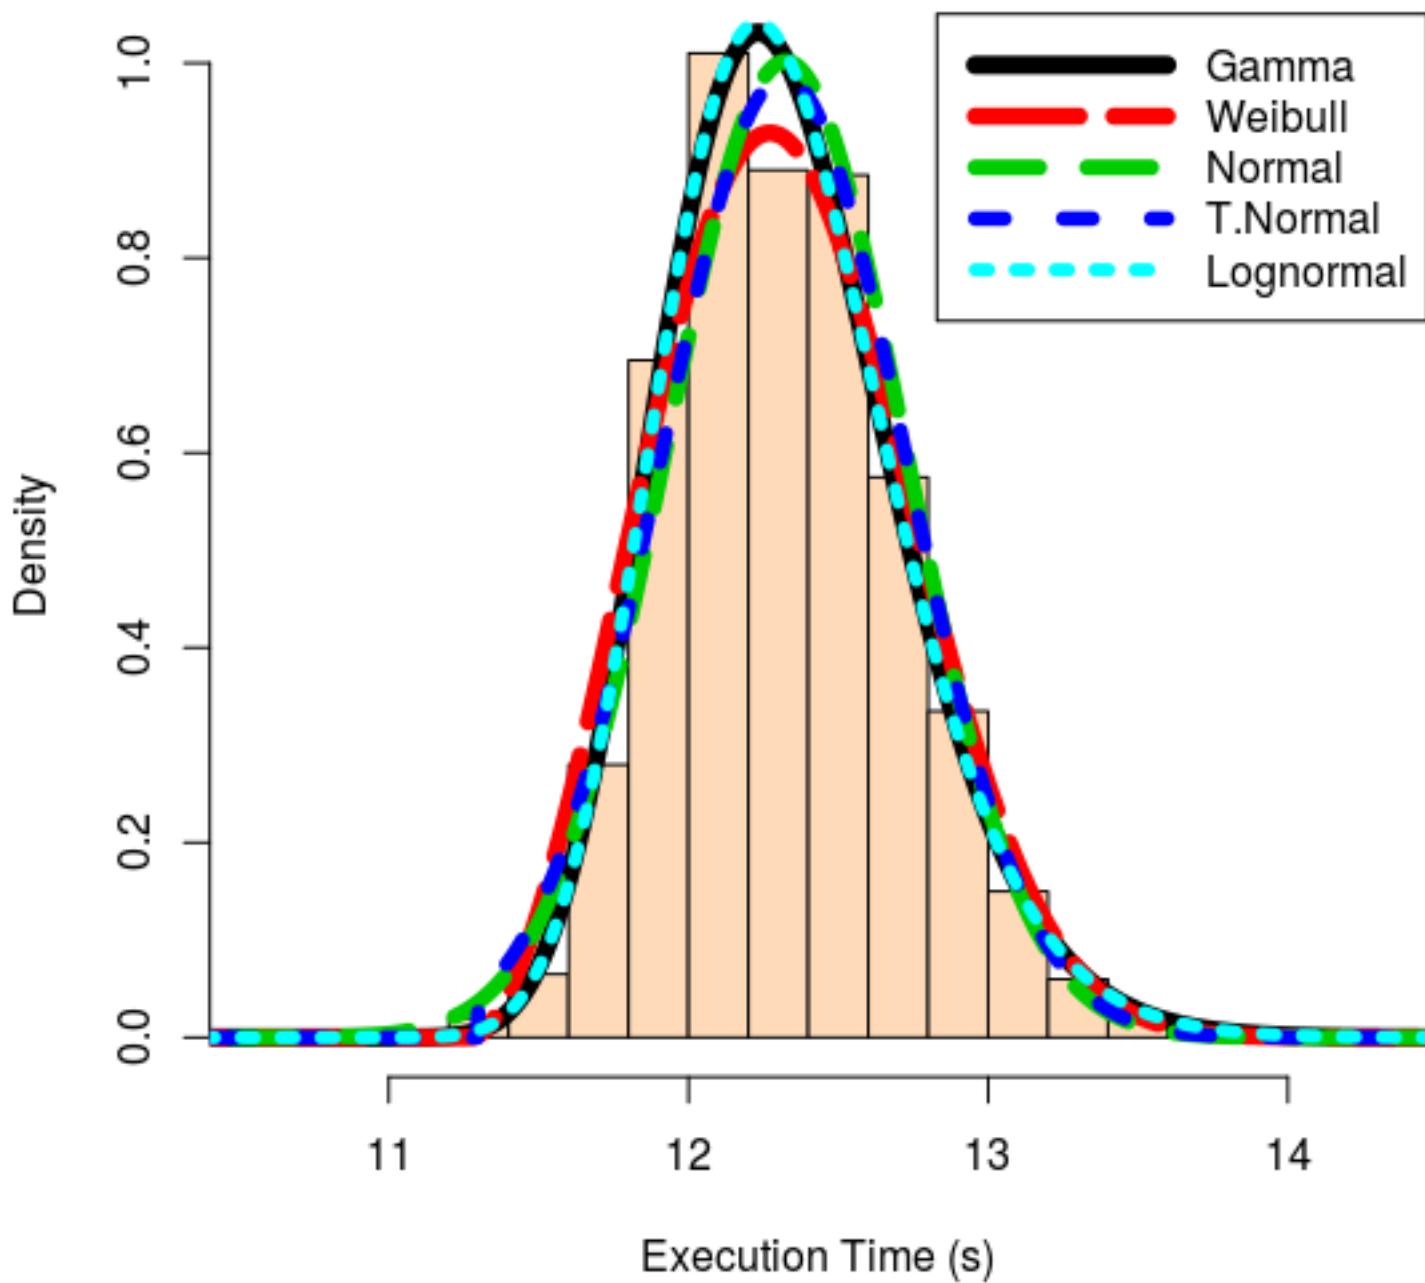 Gamma
Weibull
Normal
T.Normal
Lognormal
Density
1.0
0.8
0.6
0.4
0.2
0.0
11 12 13 14
Execution Time (s)